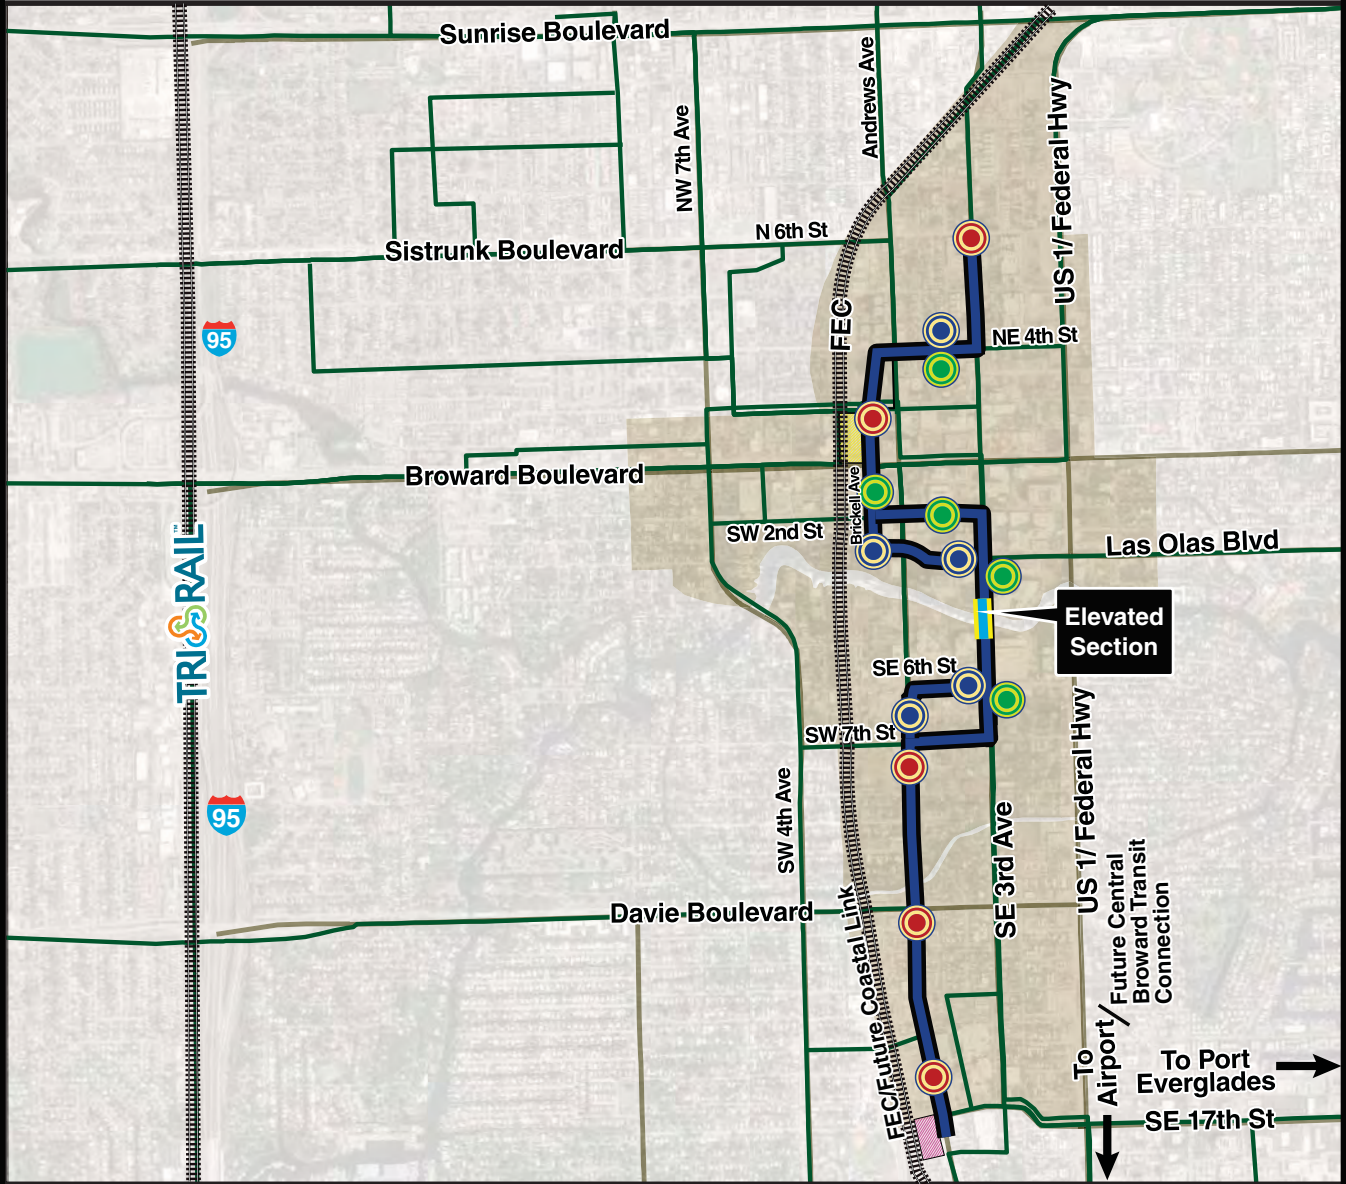 Sunrise Boulevard
Andrews Ave
US 1/ Federal Hwy
NW 7th Ave
N 6th St
Sistrunk Boulevard
FEC
95
NE 4th St
Broward Boulevard
Brickell Ave
SW 2nd St
Las Olas Blvd
TRI RAIL™
Elevated
Section
SE 6th St
SW 7th St
95
SW 4th Ave
SE 3rd Ave
US 1/ Federal Hwy
Davie Boulevard
FEC/Future Coastal Link
To
Airport/
Future Central
Broward Transit
Connection
To Port
Everglades
SE 17th St